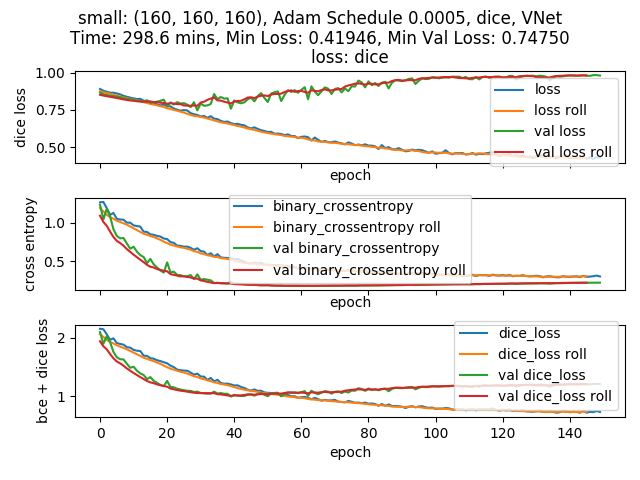 small: (160, 160, 160), Adam Schedule 0.0005, dice, VNet
Time: 298.6 mins, Min Loss: 0.41946, Min Val Loss: 0.74750
loss: dice
1.00
0.75
0.50
dice loss
loss
loss roll
val loss
val loss roll
epoch
1.0
0.5
cross entropy
binary_crossentropy
binary_crossentropy roll
val binary_crossentropy
val binary_crossentropy roll
epoch
2
1
bce + dice loss
dice_loss
dice_loss roll
val dice_loss
val dice_loss roll
0 20 40 60 80 100 120 140
epoch